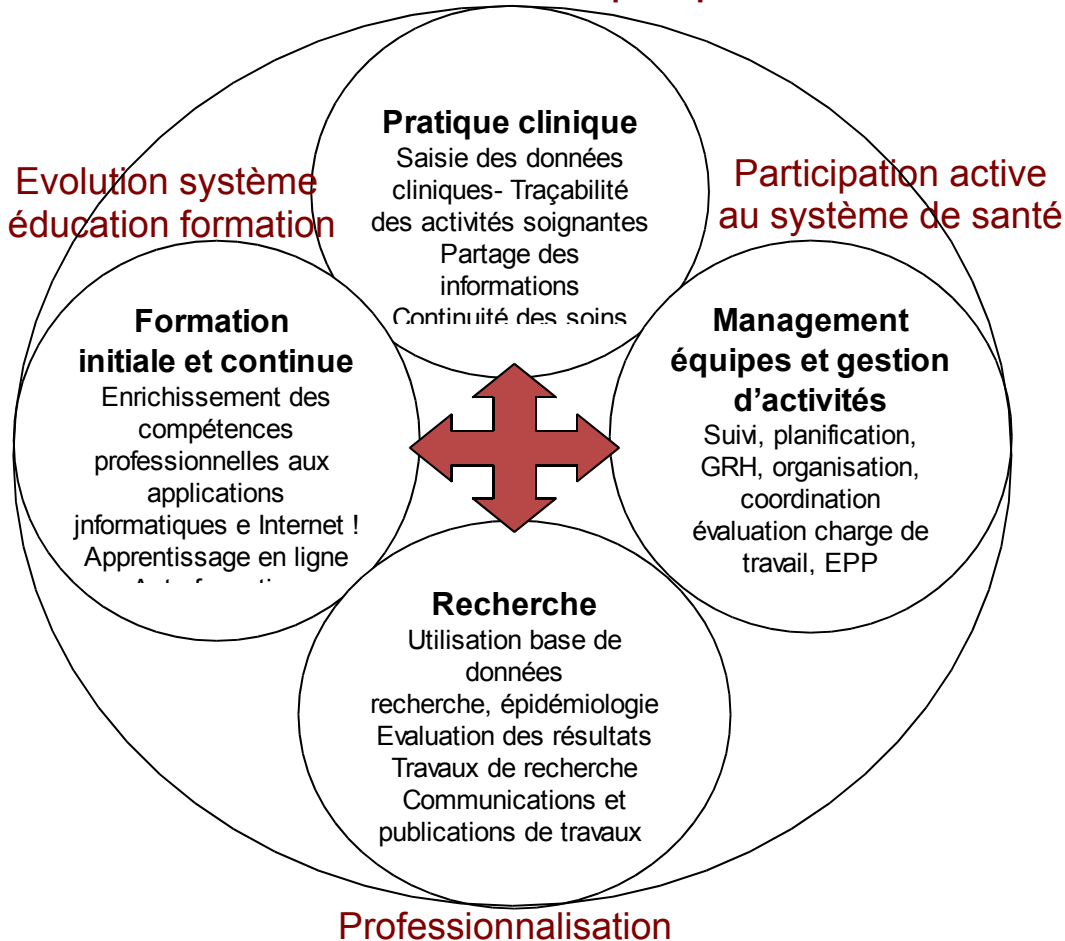 Pratique clinique
Saisie des données
cliniques- Traçabilité
des activités soignantes
Partage des
informations
Continuité des soins
Evolution système
éducation formation
Participation active
au système de santé
Formation
initiale et continue
Enrichissement des
compétences
professionnelles aux
applications
jnformatiques e Internet !
Apprentissage en ligne
Management
équipes et gestion
d’activités
Suivi, planification,
GRH, organisation,
coordination
évaluation charge de
travail, EPP
Recherche
Utilisation base de
données
recherche, épidémiologie
Evaluation des résultats
Travaux de recherche
Communications et
publications de travaux
Professionnalisation